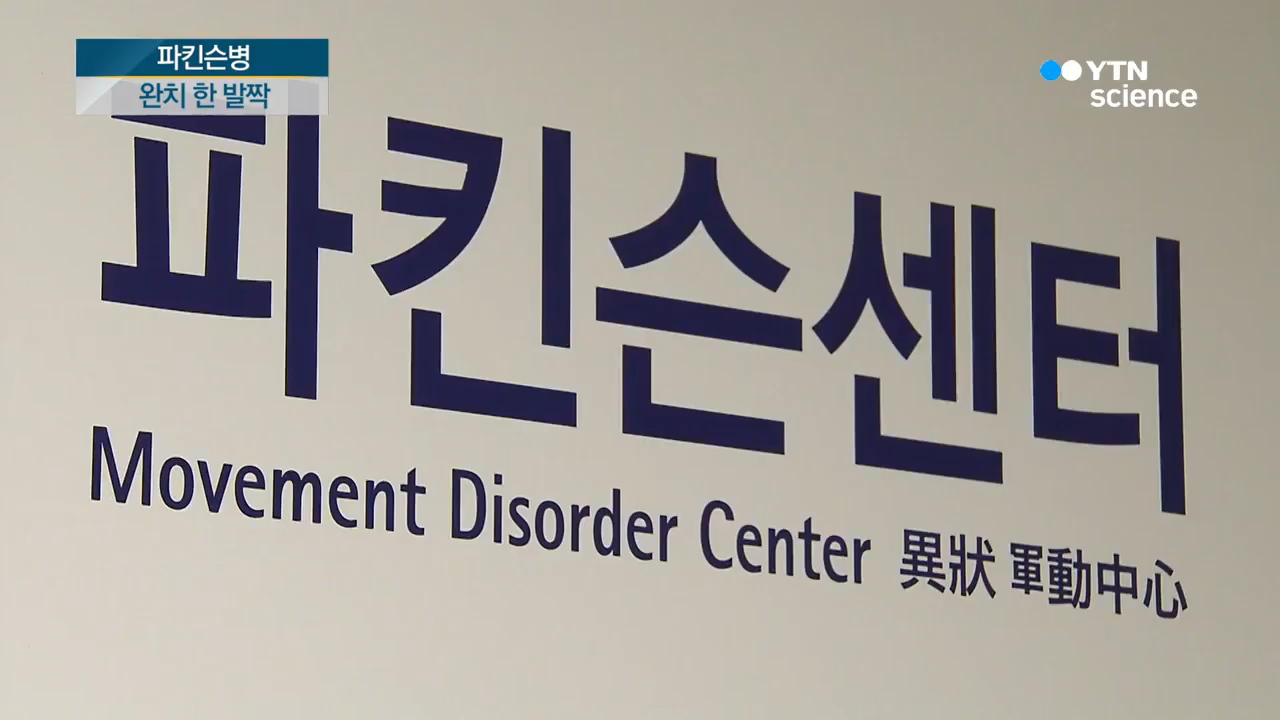 파킨슨병
완치 한 발짝
YTN
science
파킨슨센터
Movement Disorder Center 異狀 軍動中心